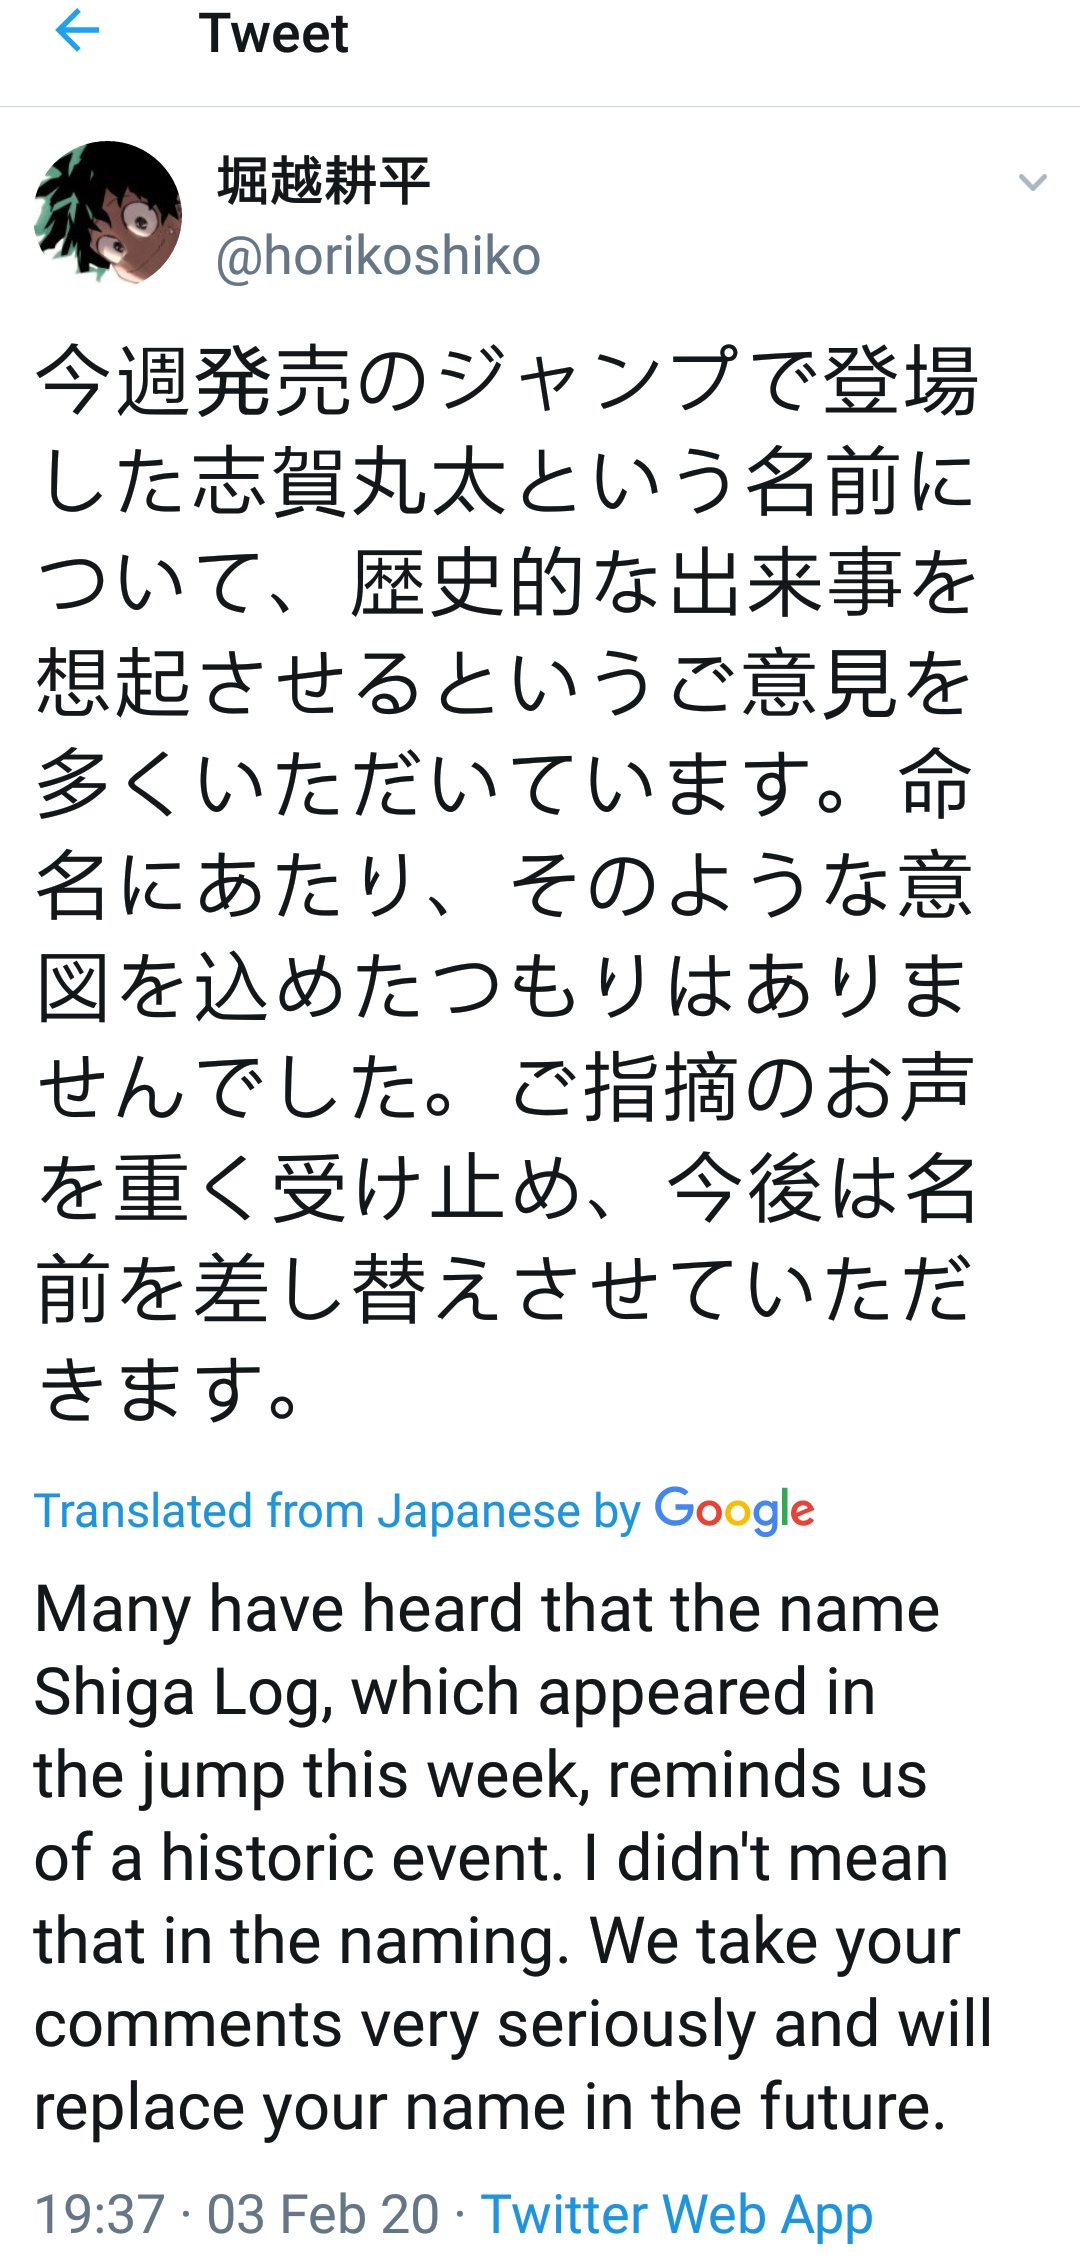 Tweet
堀越耕平
@horikoshiko
今週発売のジャンプで登場
した志賀丸太という名前に
ついて、歴史的な出来事を
想起させるというご意見を
多くいただいています。命
名にあたり、そのような意
図を込めたつもりはありま
せんでした。ご指摘のお声
を重く受け止め、今後は名
前を差し替えさせていただ
きます。
Translated from Japanese by Google
Many have heard that the name
Shiga Log, which appeared in
the jump this week, reminds us
of a historic event. I didn't mean
that in the naming. We take your
comments very seriously and will
replace your name in the future.
19:37 · 03 Feb 20 · Twitter Web App